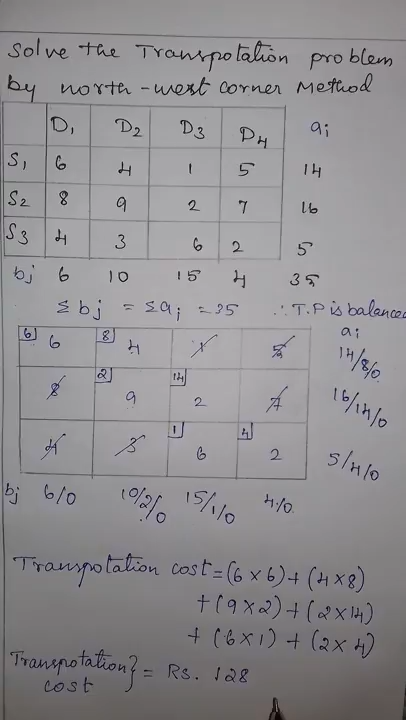 Solve the Transpotation problem
by north-west corner Method
D1 D2 D3 D4 ai
S1 6 4 1 5 14
S2 8 9 2 7 16
S3 4 3 6 2 5
bj 6 10 15 4 35
Σbj = Σai = 35 ∴ T.P is balanced
ai
6 6 8 4 1 5 14/8/0
8 2 9 14 2 7 16/14/0
4 3 1 6 4 2 5/4/0
bj 6/0 10/2/0 15/1/0 4/0
Transpotation cost = (6×6) + (4×8)
+ (9×2) + (2×14)
+ (6×1) + (2×4)
Transpotation cost } = Rs. 128